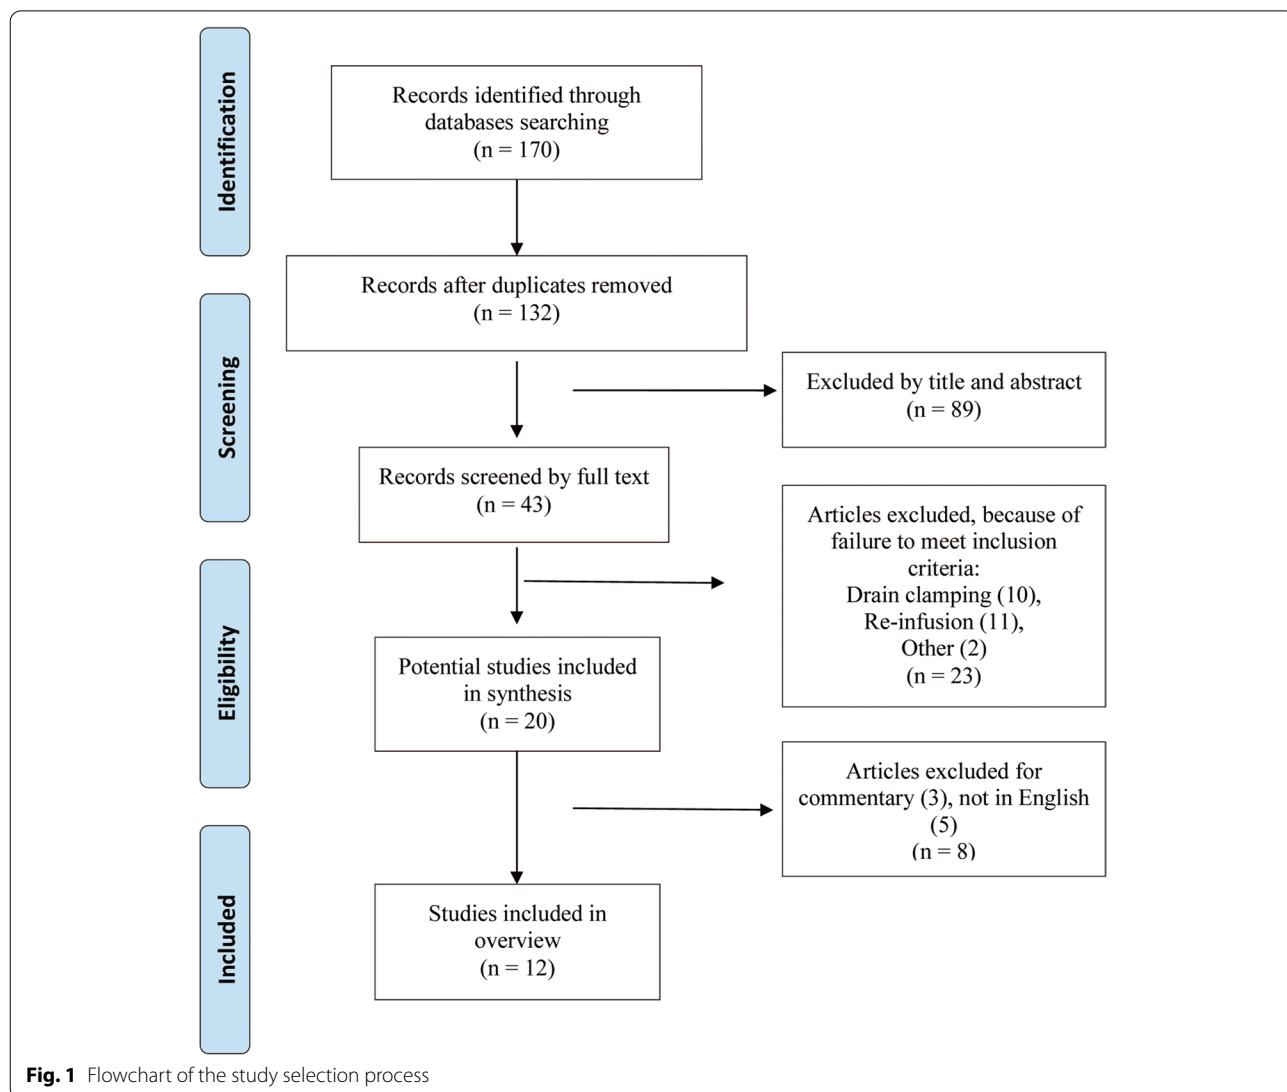 Identification
Records identified through
databases searching
(n = 170)
Records after duplicates removed
(n = 132)
Screening
Excluded by title and abstract
(n = 89)
Records screened by full text
(n = 43)
Articles excluded, because of
failure to meet inclusion
criteria:
Drain clamping (10),
Re-infusion (11),
Other (2)
(n = 23)
Eligibility
Potential studies included
in synthesis
(n = 20)
Articles excluded for
commentary (3), not in English
(5)
(n = 8)
Included
Studies included in
overview
(n = 12)
Fig. 1 Flowchart of the study selection process